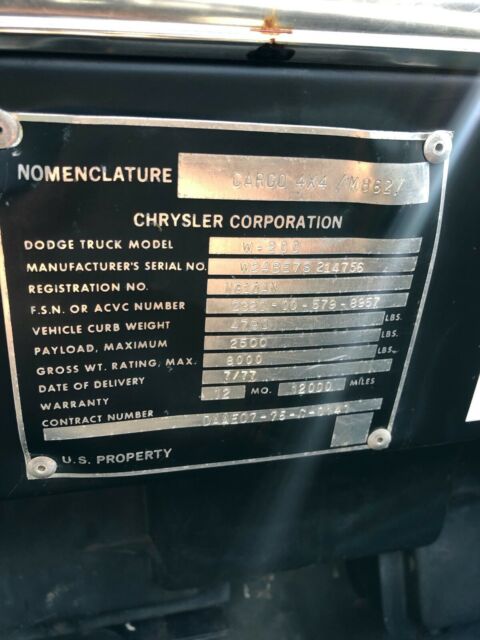 NOMENCLATURE CARGO 4X4 /M882/
CHRYSLER CORPORATION
DODGE TRUCK MODEL W-200
MANUFACTURER'S SERIAL NO. 214756
REGISTRATION NO.
F.S.N. OR ACVC NUMBER
VEHICLE CURB WEIGHT LBS.
PAYLOAD, MAXIMUM 2500 LBS.
GROSS WT. RATING, MAX. 8000 LBS.
DATE OF DELIVERY 7/77
WARRANTY 12 MO. 12000 MILES
CONTRACT NUMBER
U.S. PROPERTY